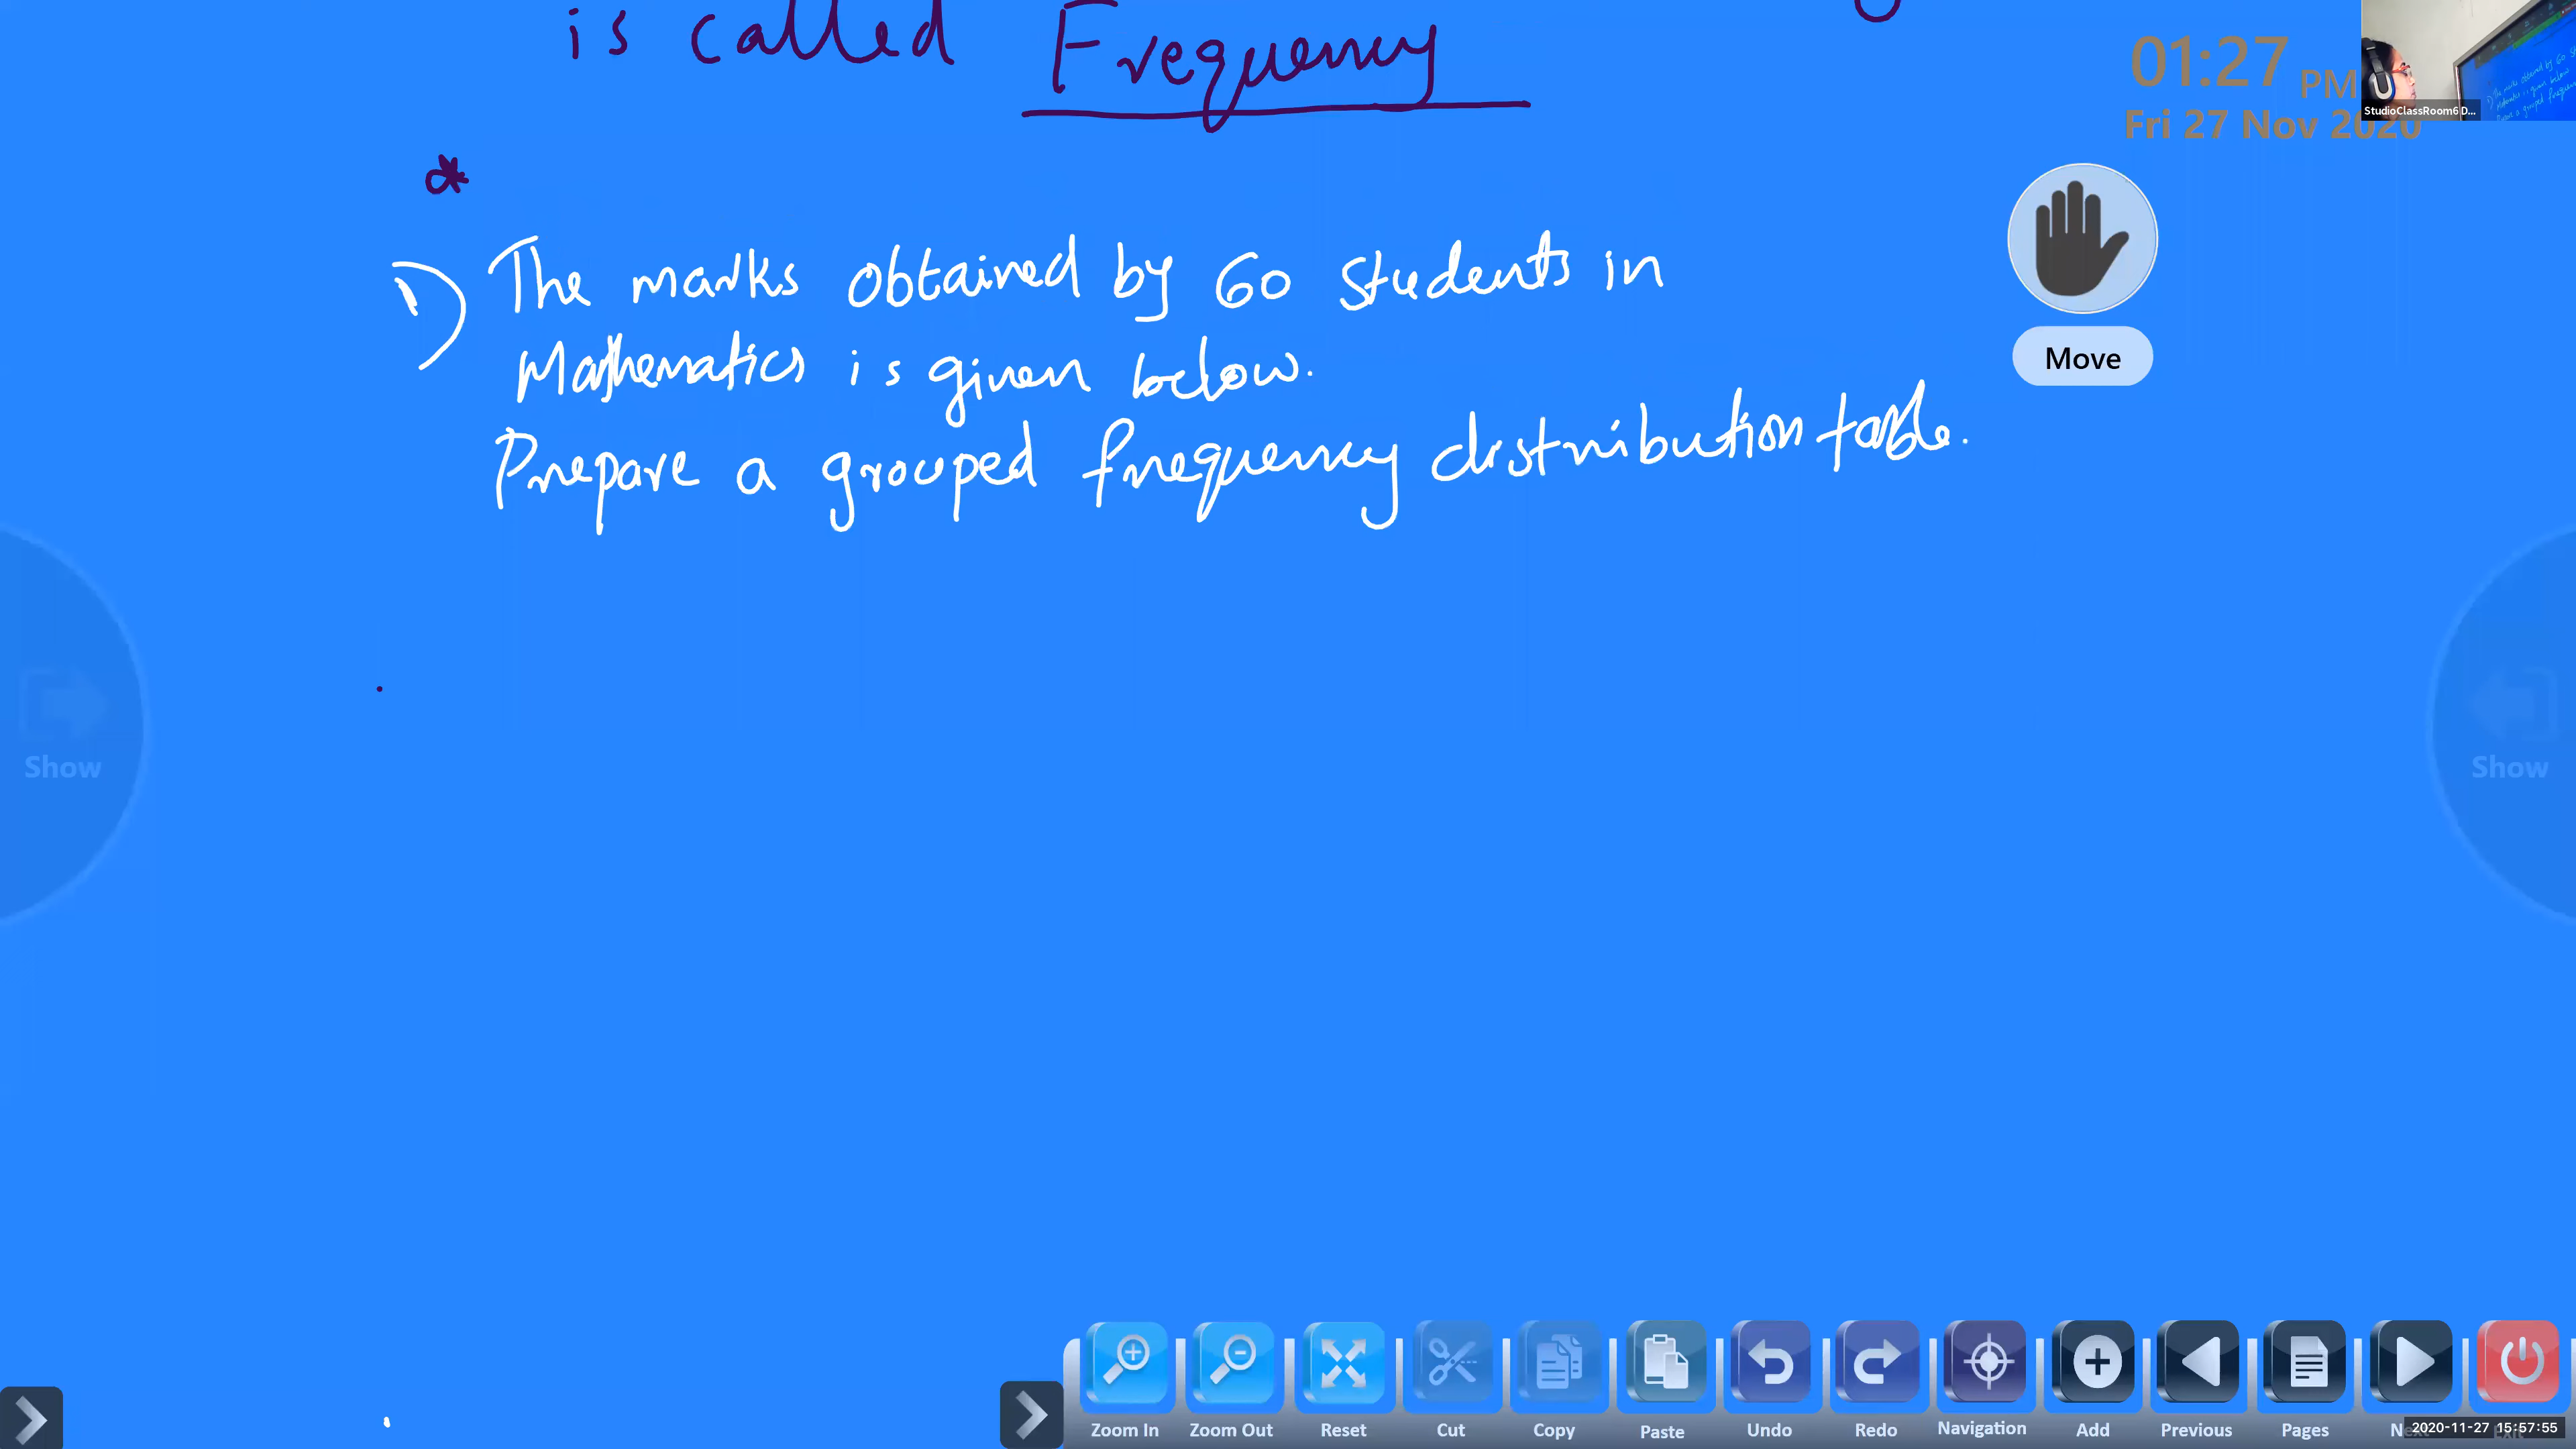 is called Frequency
01:27 PM
Fri 27 Nov 2020
StudioClassRoom6 D...
*
1) The marks obtained by 60 students in
Mathematics is given below.
Prepare a grouped frequency distribution table.
Move
Show
Show
Zoom In Zoom Out Reset Cut Copy Paste Undo Redo Navigation Add Previous Pages
2020-11-27 15:57:55